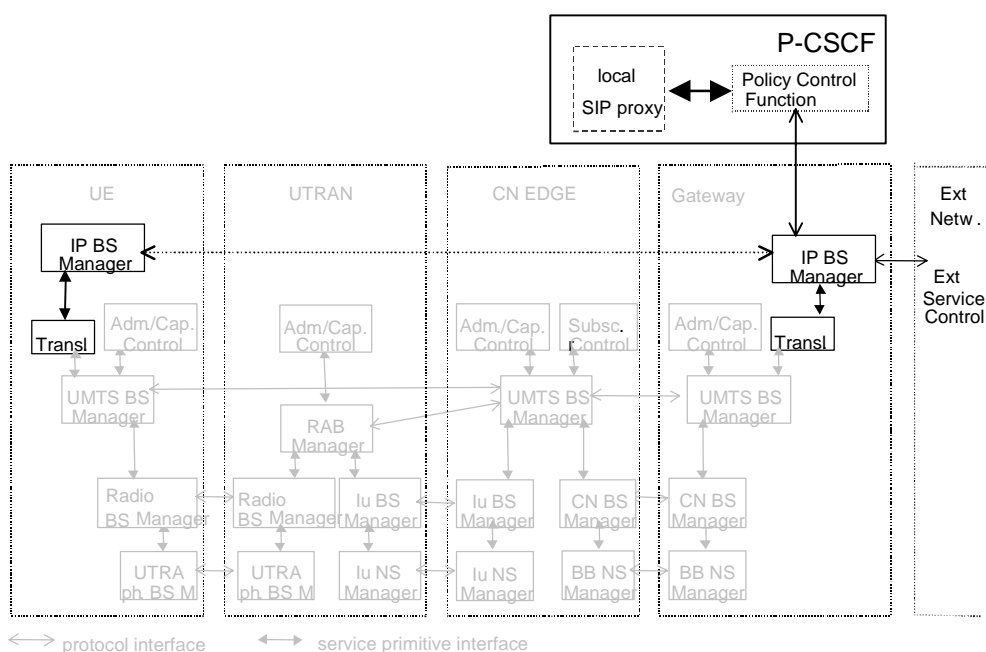 P-CSCF
local
SIP proxy
Policy Control
Function
UE
UTRAN
CN EDGE
Gateway
Ext
Netw .
IP BS
Manager
IP BS
Manager
Ext
Service
Control
Transl.
Adm./Cap.
Control
Adm./Cap.
Control
Adm./Cap.
Control
Subsc.
r
Control
Adm./Cap.
Control
Transl.
UMTS BS
Manager
RAB
Manager
UMTS BS
Manager
UMTS BS
Manager
Radio
BS Manager
Radio
BS Manager
Iu BS
Manager
Iu BS
Manager
CN BS
Manager
CN BS
Manager
UTRA
ph. BS M
UTRA
ph. BS M
Iu NS
Manager
Iu NS
Manager
BB NS
Manager
BB NS
Manager
protocol interface
service primitive interface